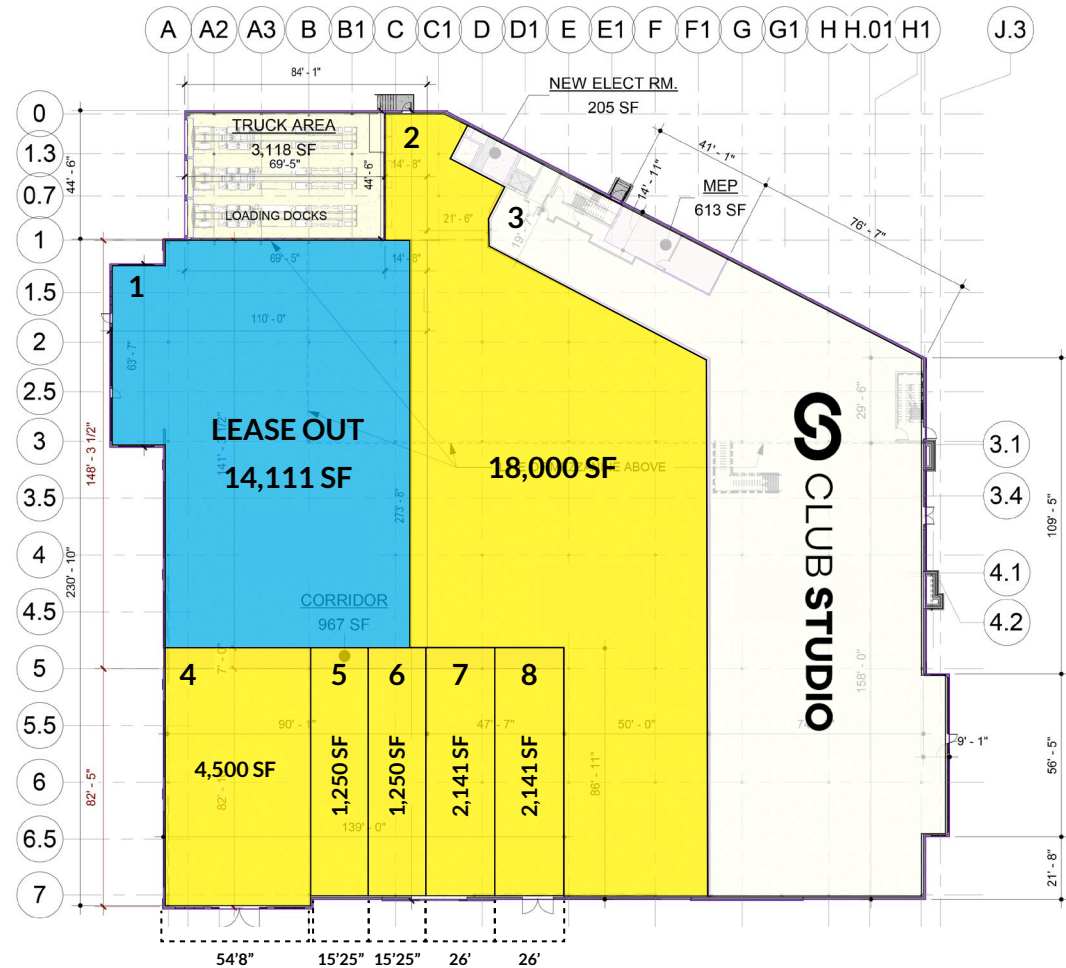 A A2 A3 B B1 C C1 D D1 E E1 F F1 G G1 H H.01 H1 J.3
84' - 1"
NEW ELECT RM.
205 SF
0
1.3
0.7
1
1.5
2
2.5
3
3.5
4
4.5
5
5.5
6
6.5
7
44' - 6"
148' - 3 1/2"
230' - 10"
82' - 5"
TRUCK AREA
3,118 SF
69'-5"
44'-6"
LOADING DOCKS
2
14' - 8"
21' - 6"
3
19'
14' - 11"
41' - 1"
MEP
613 SF
76' - 7"
69' - 5"
14' - 8"
1
110' - 0"
63' - 7"
LEASE OUT
14,111 SF
273' - 8"
18,000 SF
29' - 6"
CLUB STUDIO
158' - 0"
3.1
3.4
4.1
4.2
109' - 5"
56' - 5"
21' - 8"
9' - 1"
CORRIDOR
967 SF
7' - 0"
4
5
6
7
8
90' - 1"
47' - 7"
50' - 0"
4,500 SF
1,250 SF
1,250 SF
2,141 SF
2,141 SF
86' - 11"
139' - 0"
54'8"
15'25"
15'25"
26'
26'